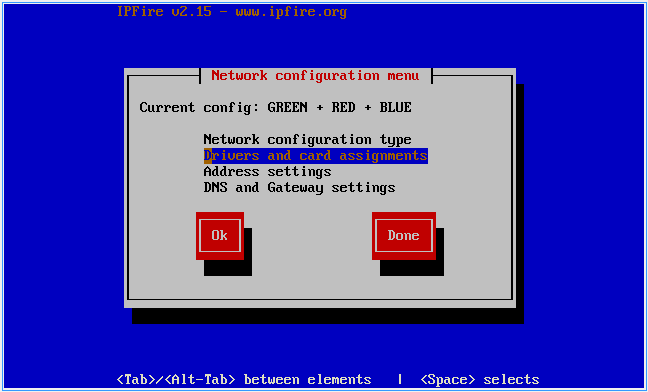 IPFire v2.15 - www.ipfire.org
Network configuration menu
Current config: GREEN + RED + BLUE
Network configuration type
Drivers and card assignments
Address settings
DNS and Gateway settings
Ok Done
<Tab>/<Alt-Tab> between elements | <Space> selects